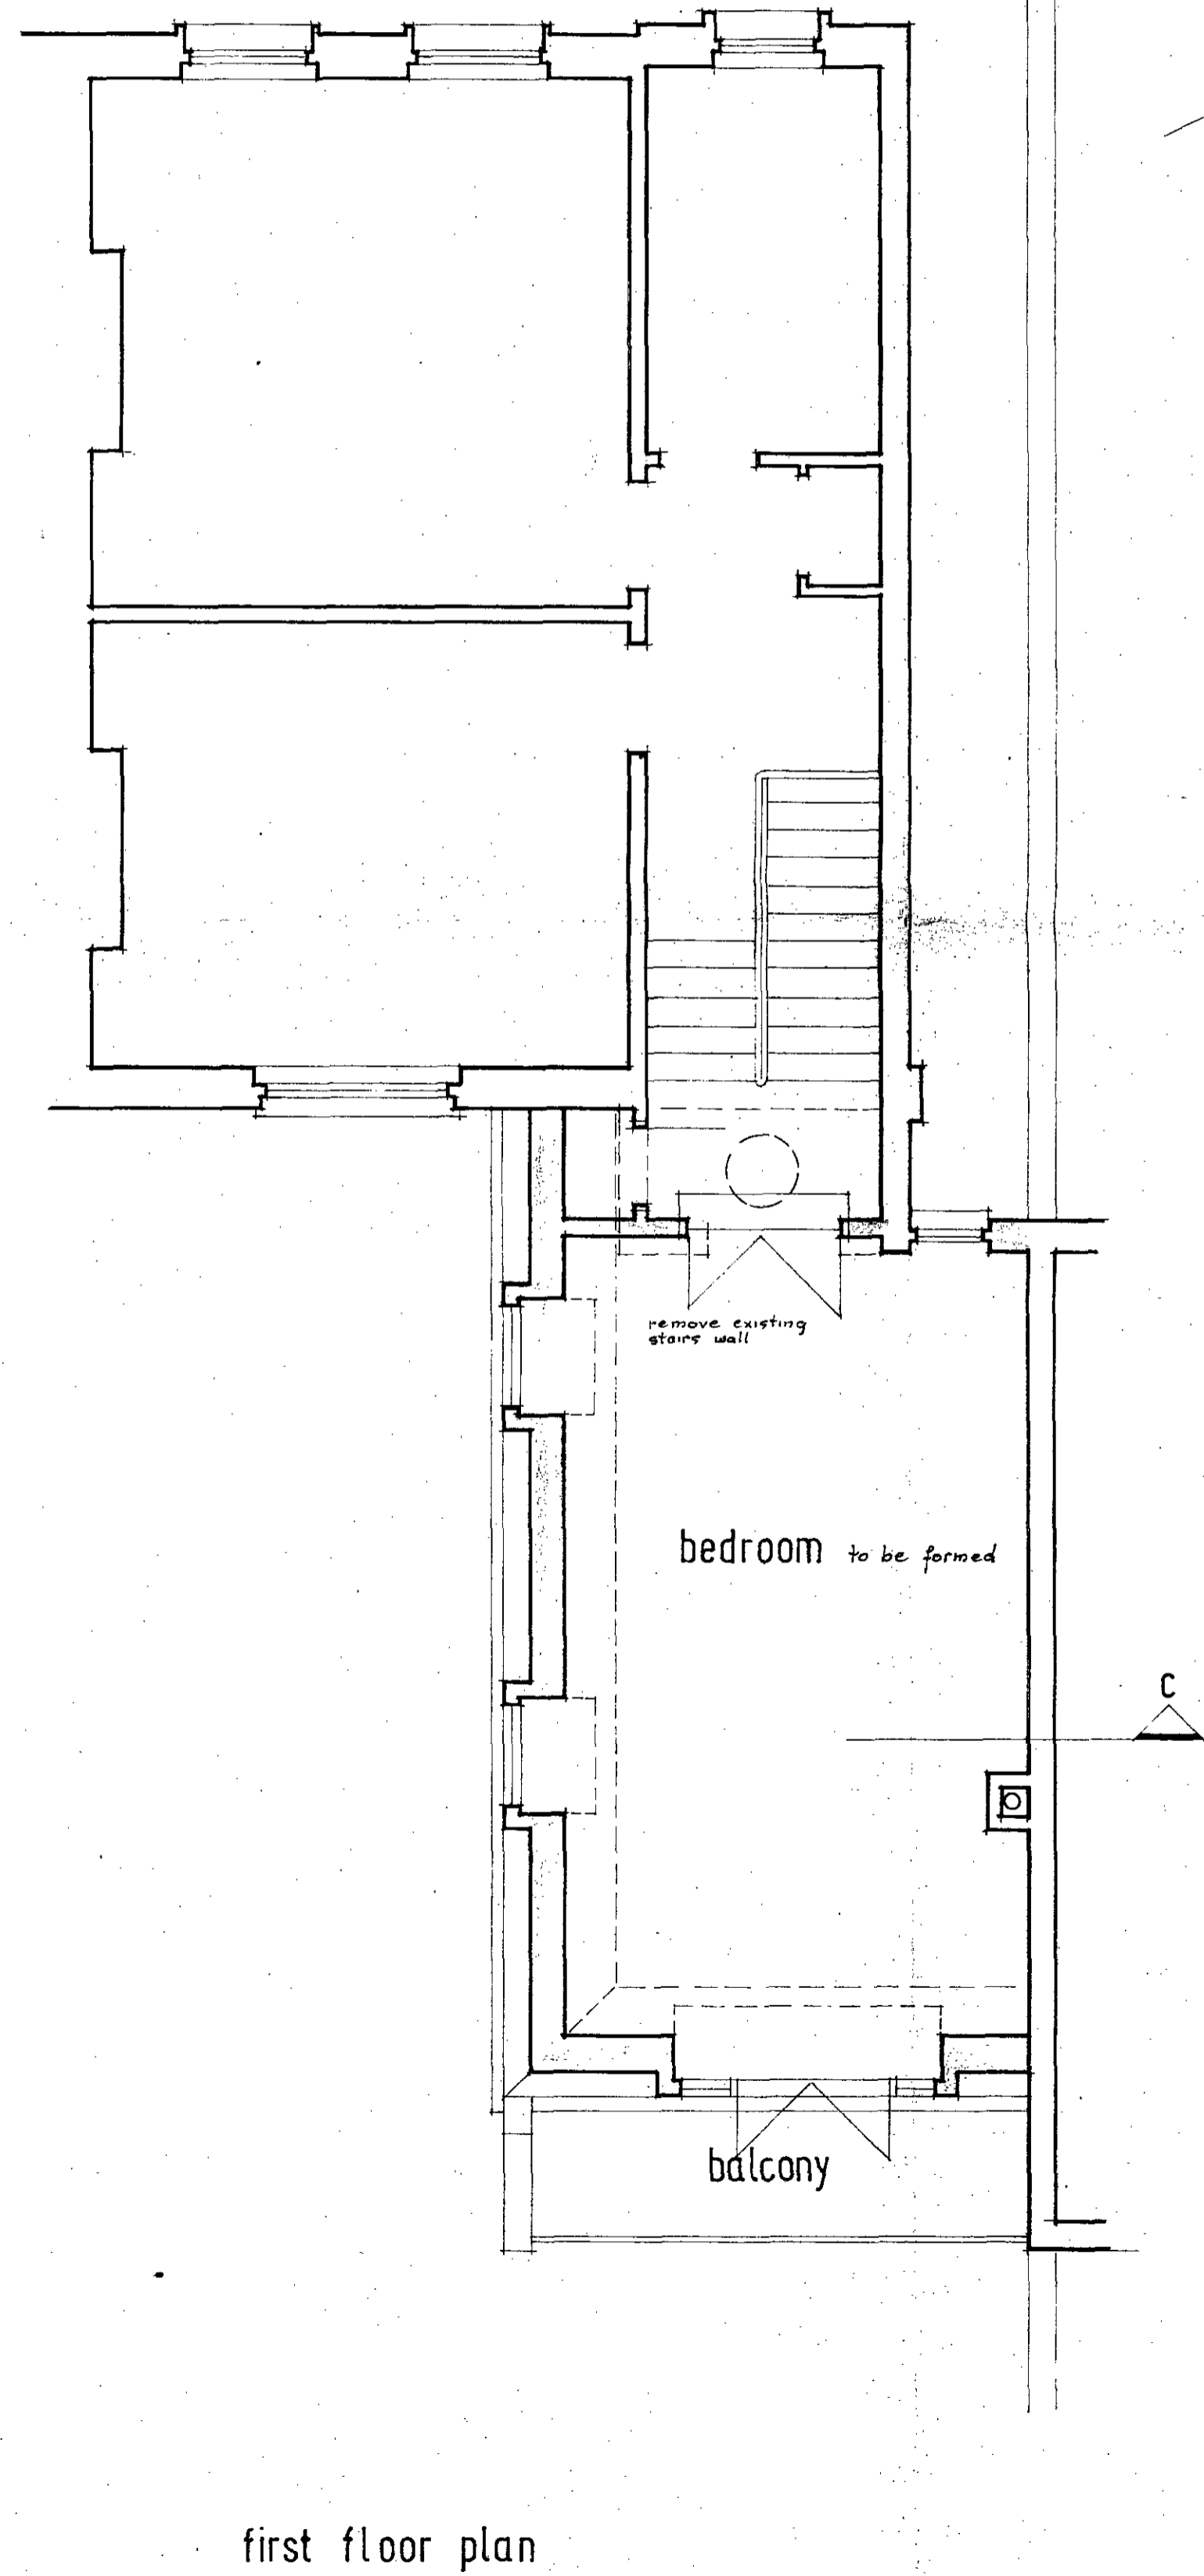 remove existing
stairs wall
bedroom to be formed
C
balcony
first floor plan